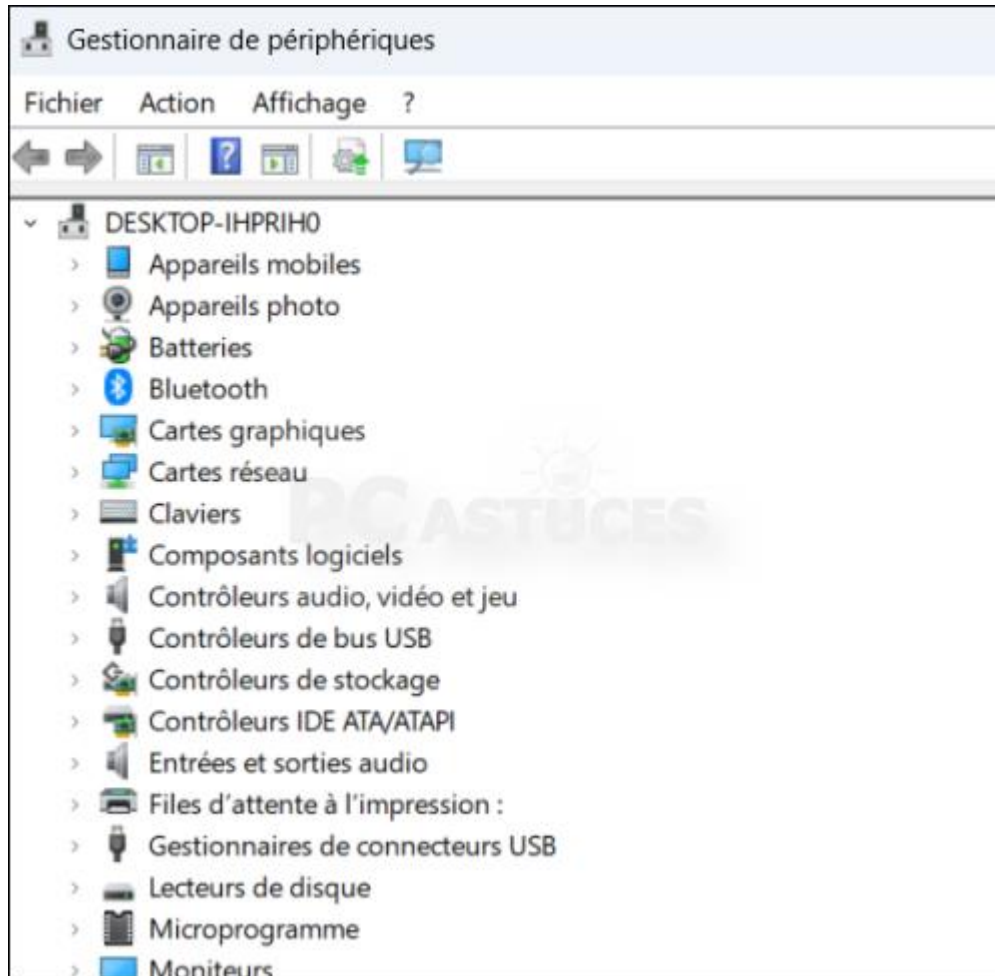 Gestionnaire de périphériques
Fichier Action Affichage ?
DESKTOP-IHPRIH0
Appareils mobiles
Appareils photo
Batteries
Bluetooth
Cartes graphiques
Cartes réseau
Claviers
PC ASTUCES
Composants logiciels
Contrôleurs audio, vidéo et jeu
Contrôleurs de bus USB
Contrôleurs de stockage
Contrôleurs IDE ATA/ATAPI
Entrées et sorties audio
Files d'attente à l'impression :
Gestionnaires de connecteurs USB
Lecteurs de disque
Microprogramme
Moniteurs